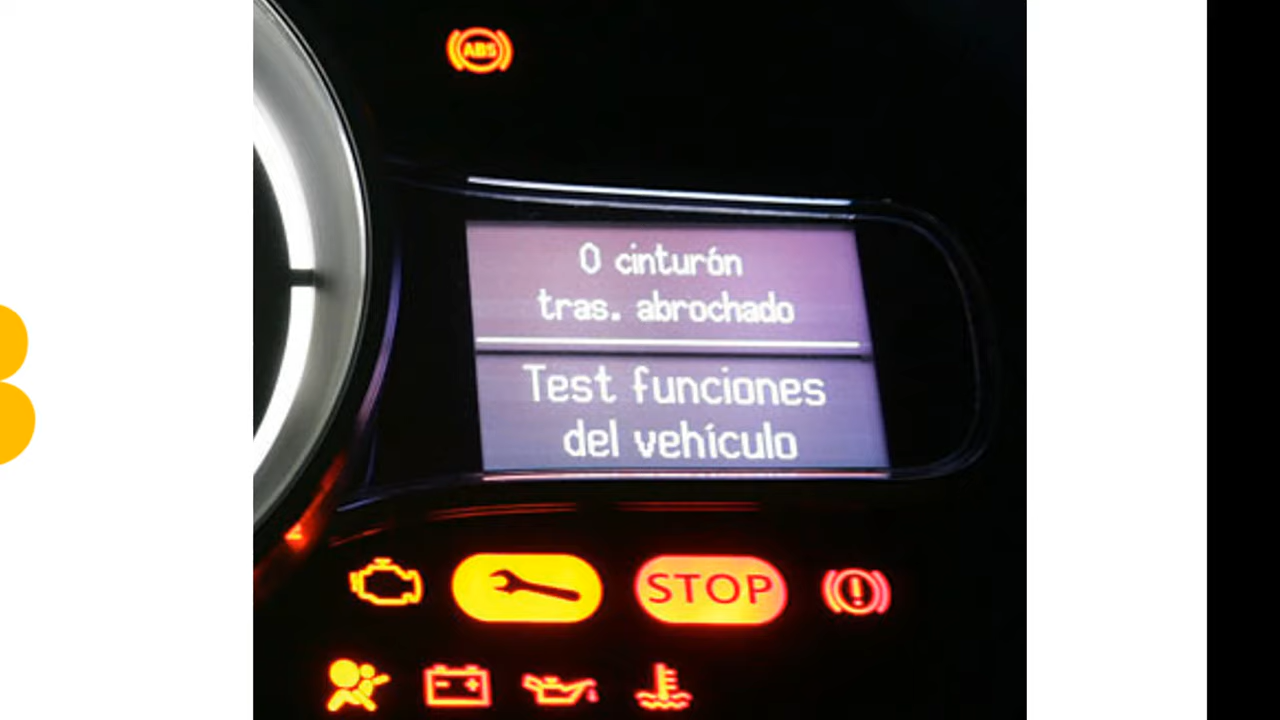 ABS
0 cinturón
tras. abrochado
Test funciones
del vehículo
STOP